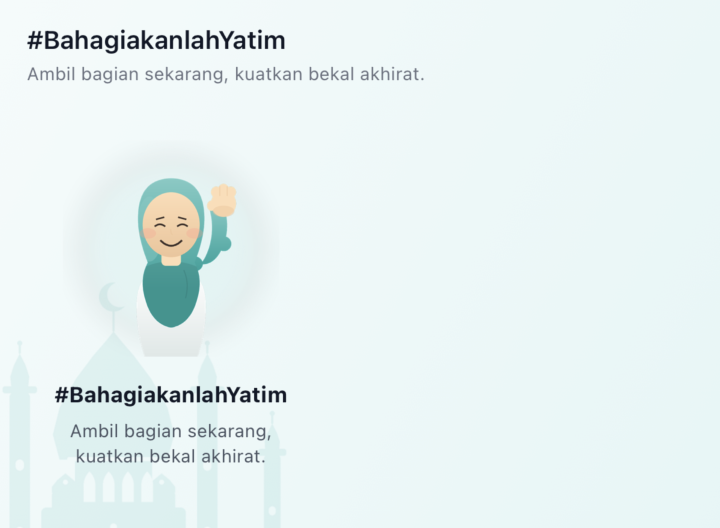 #BahagiakanlahYatim
Ambil bagian sekarang, kuatkan bekal akhirat.
#BahagiakanlahYatim
Ambil bagian sekarang,
kuatkan bekal akhirat.